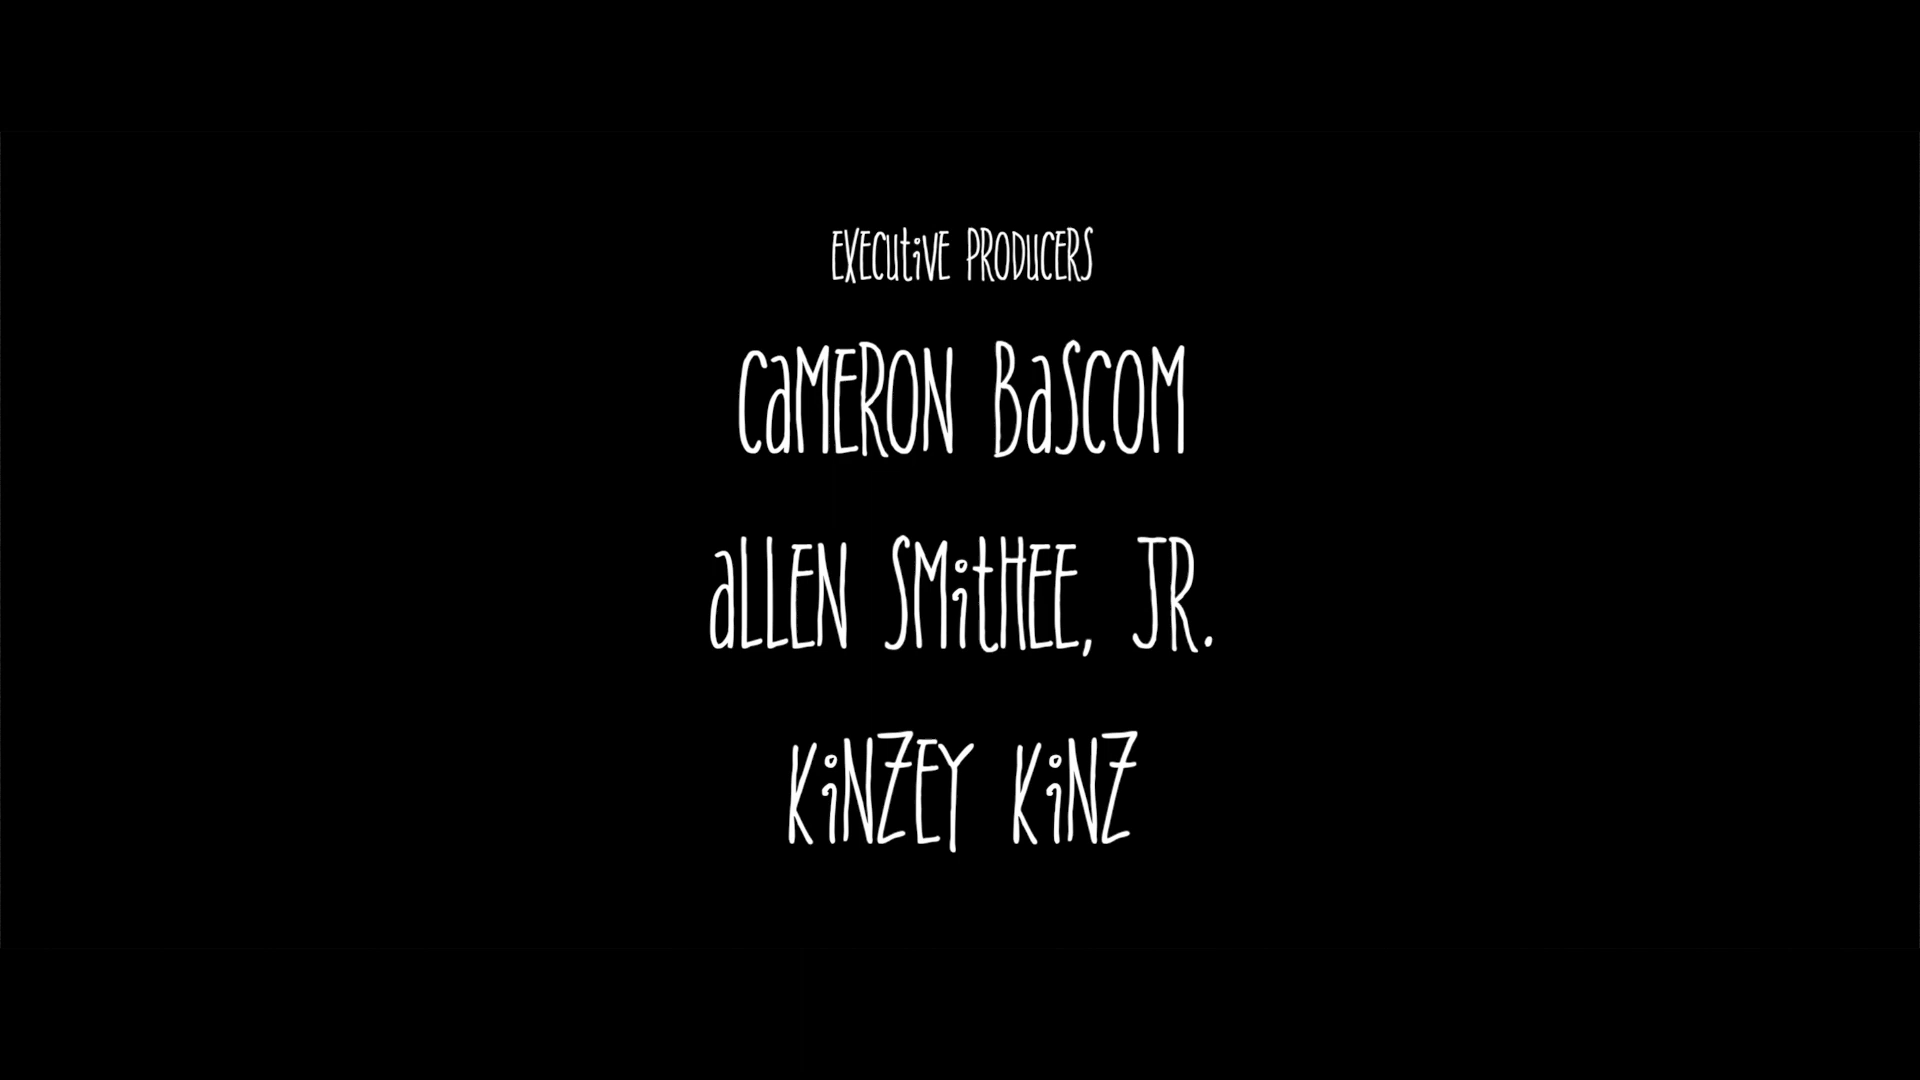 EXECUTIVE PRODUCERS
CAMERON BASCOM
ALLEN SMITHEE, JR.
KINZEY KINZ